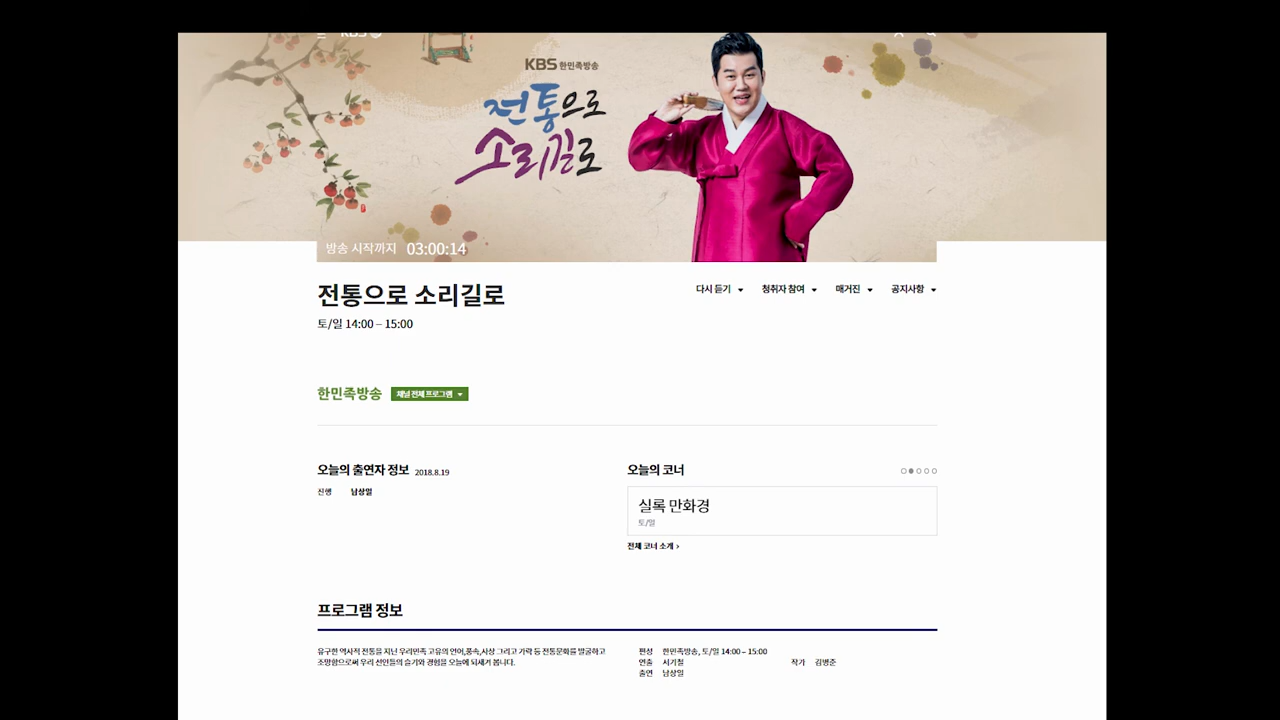 KBS 한민족방송
전통으로
소리길로
방송 시작까지 03:00:14
전통으로 소리길로
토/일 14:00 – 15:00
다시 듣기 청취자 참여 매거진 공지사항
한민족방송 채널 전체 프로그램
오늘의 출연자 정보 2018.8.19
진행 남상일
오늘의 코너
실록 만화경
토/일
전체 코너 소개 ›
프로그램 정보
유구한 역사적 전통을 지닌 우리민족 고유의 언어,풍속,사상 그리고 가락 등 전통문화를 발굴하고
조망함으로써 우리 선인들의 슬기와 경험을 오늘에 되새겨 봅니다.
편성 한민족방송, 토/일 14:00 – 15:00
연출 서기철 작가 김병준
출연 남상일